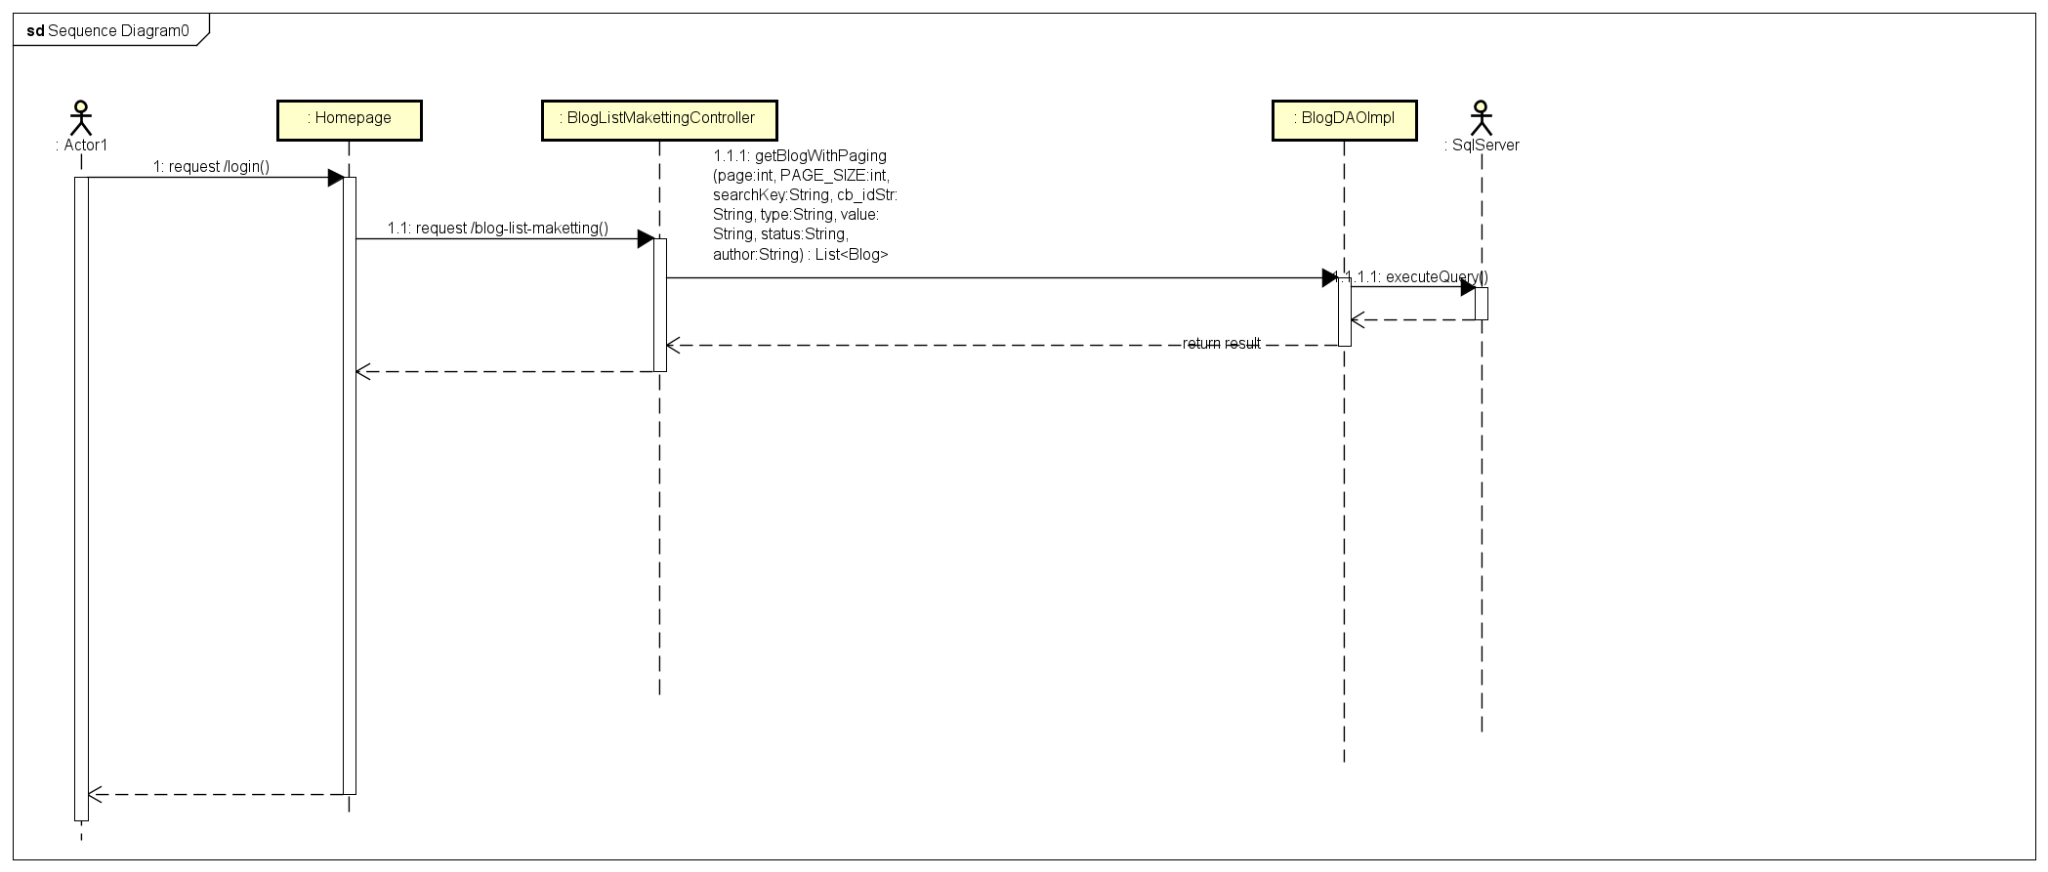 sd Sequence Diagram0
: Homepage
: BlogListMakettingController
: BlogDAOImpl
: Actor1
: SqlServer
1: request /login()
1.1: request /blog-list-maketting()
1.1.1: getBlogWithPaging
(page:int, PAGE_SIZE:int,
searchKey:String, cb_idStr:
String, type:String, value:
String, status:String,
author:String) : List<Blog>
1.1.1.1: executeQuery()
return result